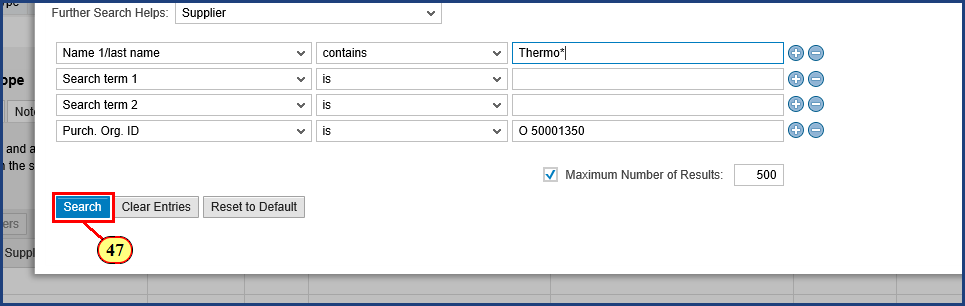 ype
Further Search Helps: Supplier
Name 1/last name contains Thermo*
ope
Search term 1 is
Note
Search term 2 is
Purch. Org. ID is O 50001350
and a
n the s
Maximum Number of Results: 500
Search Clear Entries Reset to Default
ers
47
Suppl